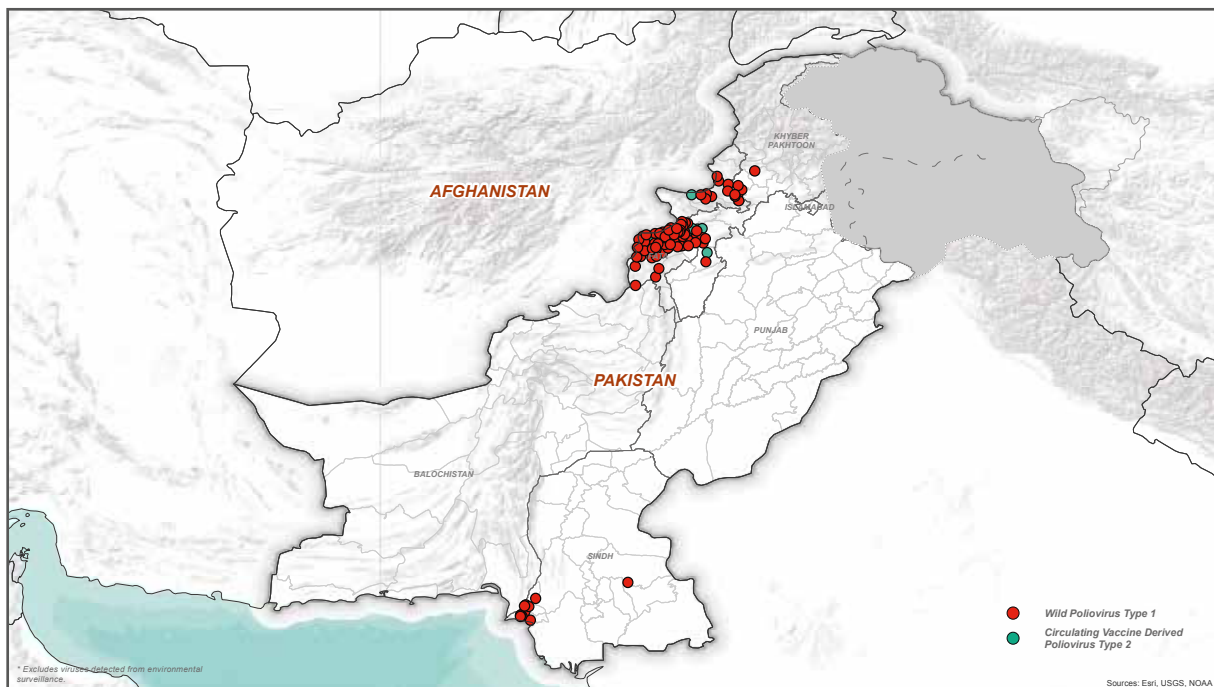 KHYBER
PAKHTOON
AFGHANISTAN
ISLAMABAD
PUNJAB
PAKISTAN
BALOCHISTAN
SINDH
Wild Poliovirus Type 1
Circulating Vaccine Derived
Poliovirus Type 2
* Excludes viruses detected from environmental
surveillance.
Sources: Esri, USGS, NOAA